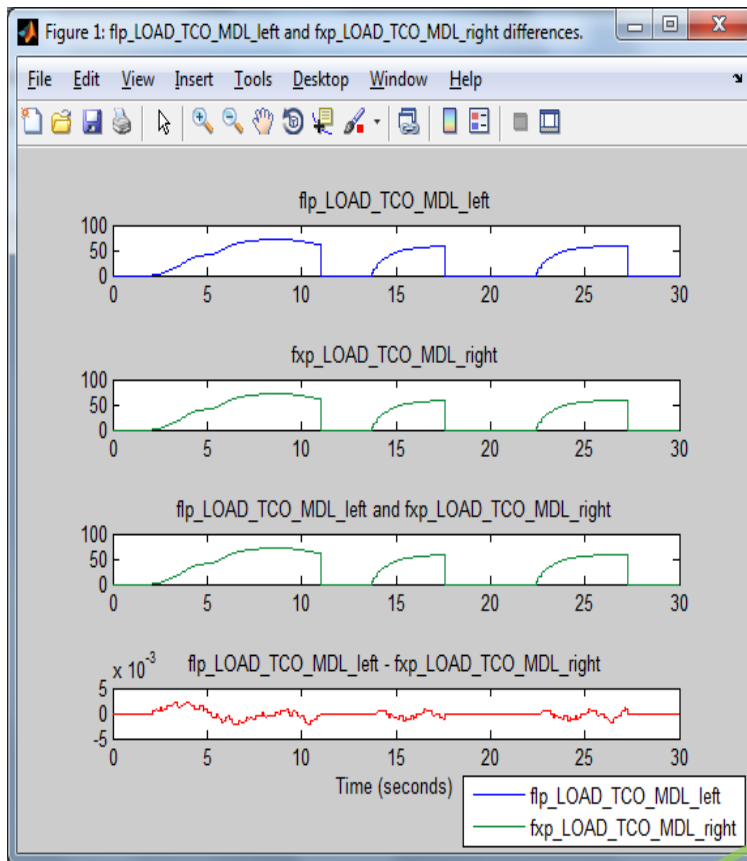 Figure 1: flp_LOAD_TCO_MDL_left and fxp_LOAD_TCO_MDL_right differences.
File Edit View Insert Tools Desktop Window Help
flp_LOAD_TCO_MDL_left
100
50
0
0 5 10 15 20 25 30
fxp_LOAD_TCO_MDL_right
100
50
0
0 5 10 15 20 25 30
flp_LOAD_TCO_MDL_left and fxp_LOAD_TCO_MDL_right
100
50
0
0 5 10 15 20 25 30
x 10^-3 flp_LOAD_TCO_MDL_left - fxp_LOAD_TCO_MDL_right
5
0
-5
0 5 10 15 20 25 30
Time (seconds)
flp_LOAD_TCO_MDL_left
fxp_LOAD_TCO_MDL_right